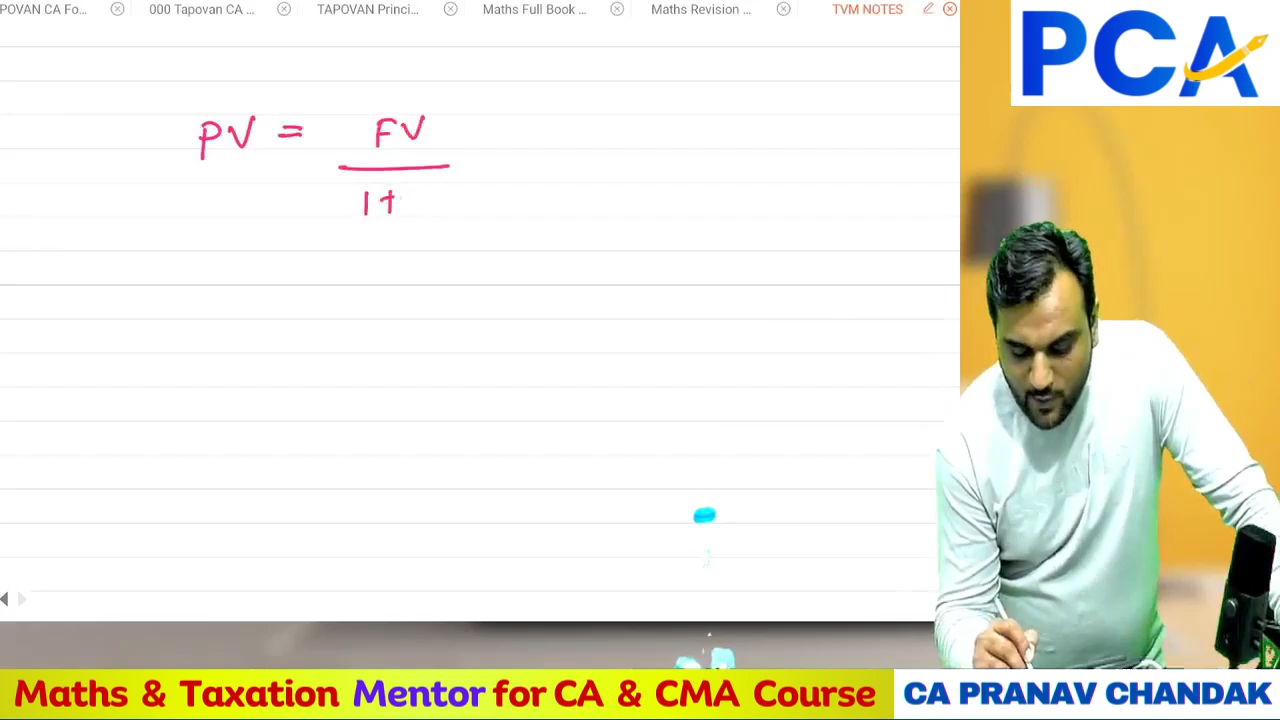 POVAN CA Fo... 000 Tapovan CA ... TAPOVAN Princi... Maths Full Book ... Maths Revision ... TVM NOTES
PCA
PV = FV
1+
Maths & Taxation Mentor for CA & CMA Course
CA PRANAV CHANDAK